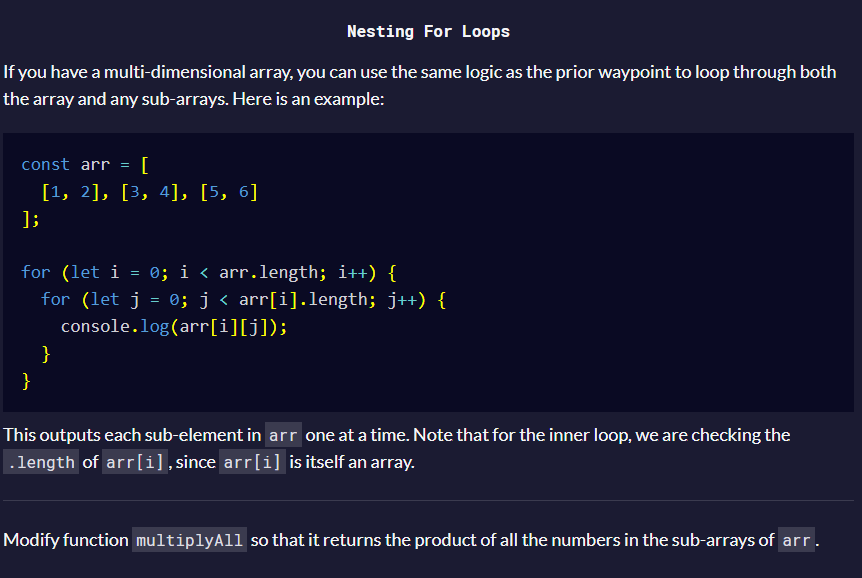 Nesting For Loops
If you have a multi-dimensional array, you can use the same logic as the prior waypoint to loop through both
the array and any sub-arrays. Here is an example:
const arr = [
  [1, 2], [3, 4], [5, 6]
];
for (let i = 0; i < arr.length; i++) {
  for (let j = 0; j < arr[i].length; j++) {
    console.log(arr[i][j]);
  }
}
This outputs each sub-element in arr one at a time. Note that for the inner loop, we are checking the
.length of arr[i], since arr[i] is itself an array.
Modify function multiplyAll so that it returns the product of all the numbers in the sub-arrays of arr.